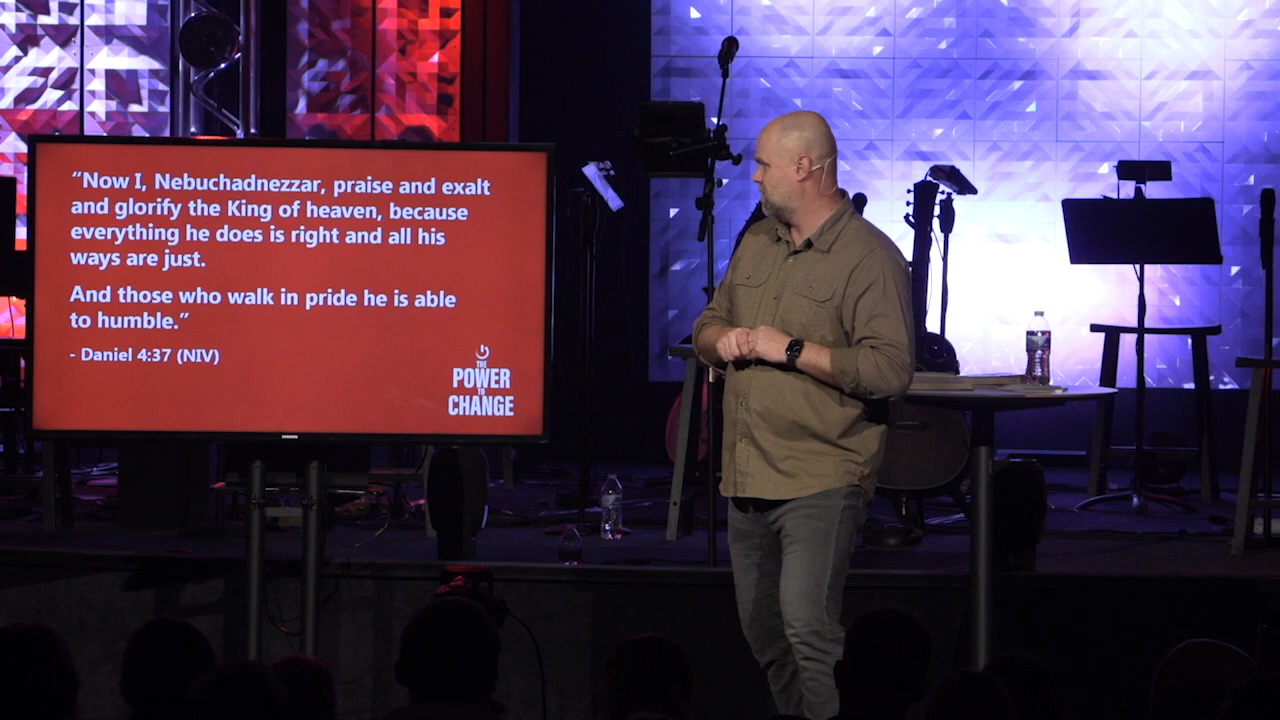 “Now I, Nebuchadnezzar, praise and exalt
and glorify the King of heaven, because
everything he does is right and all his
ways are just.
And those who walk in pride he is able
to humble.”
- Daniel 4:37 (NIV)
THE
POWER
TO
CHANGE